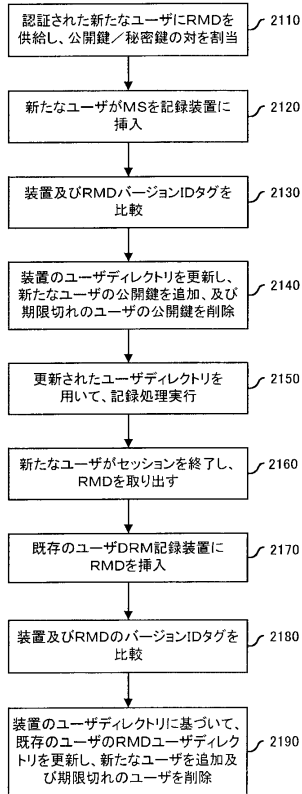 認証された新たなユーザにRMDを
供給し、公開鍵／秘密鍵の対を割当
2110
新たなユーザがMSを記録装置に
挿入
2120
装置及びRMDバージョンIDタグを
比較
2130
装置のユーザディレクトリを更新し、
新たなユーザの公開鍵を追加、及び
期限切れのユーザの公開鍵を削除
2140
更新されたユーザディレクトリを
用いて、記録処理実行
2150
新たなユーザがセッションを終了し、
RMDを取り出す
2160
既存のユーザDRM記録装置に
RMDを挿入
2170
装置及びRMDのバージョンIDタグを
比較
2180
装置のユーザディレクトリに基づいて、
既存のユーザのRMDユーザディレク
トリを更新し、新たなユーザを追加及
び期限切れのユーザを削除
2190